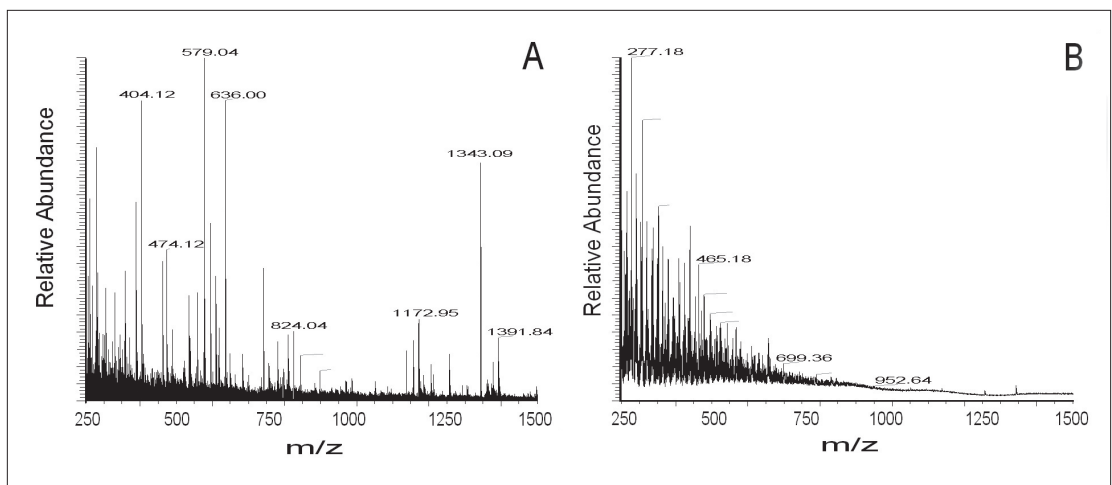 A
579.04
404.12
636.00
1343.09
474.12
1172.95
824.04
1391.84
Relative Abundance
250 500 750 1000 1250 1500
m/z
B
277.18
465.18
699.36
952.64
Relative Abundance
250 500 750 1000 1250 1500
m/z